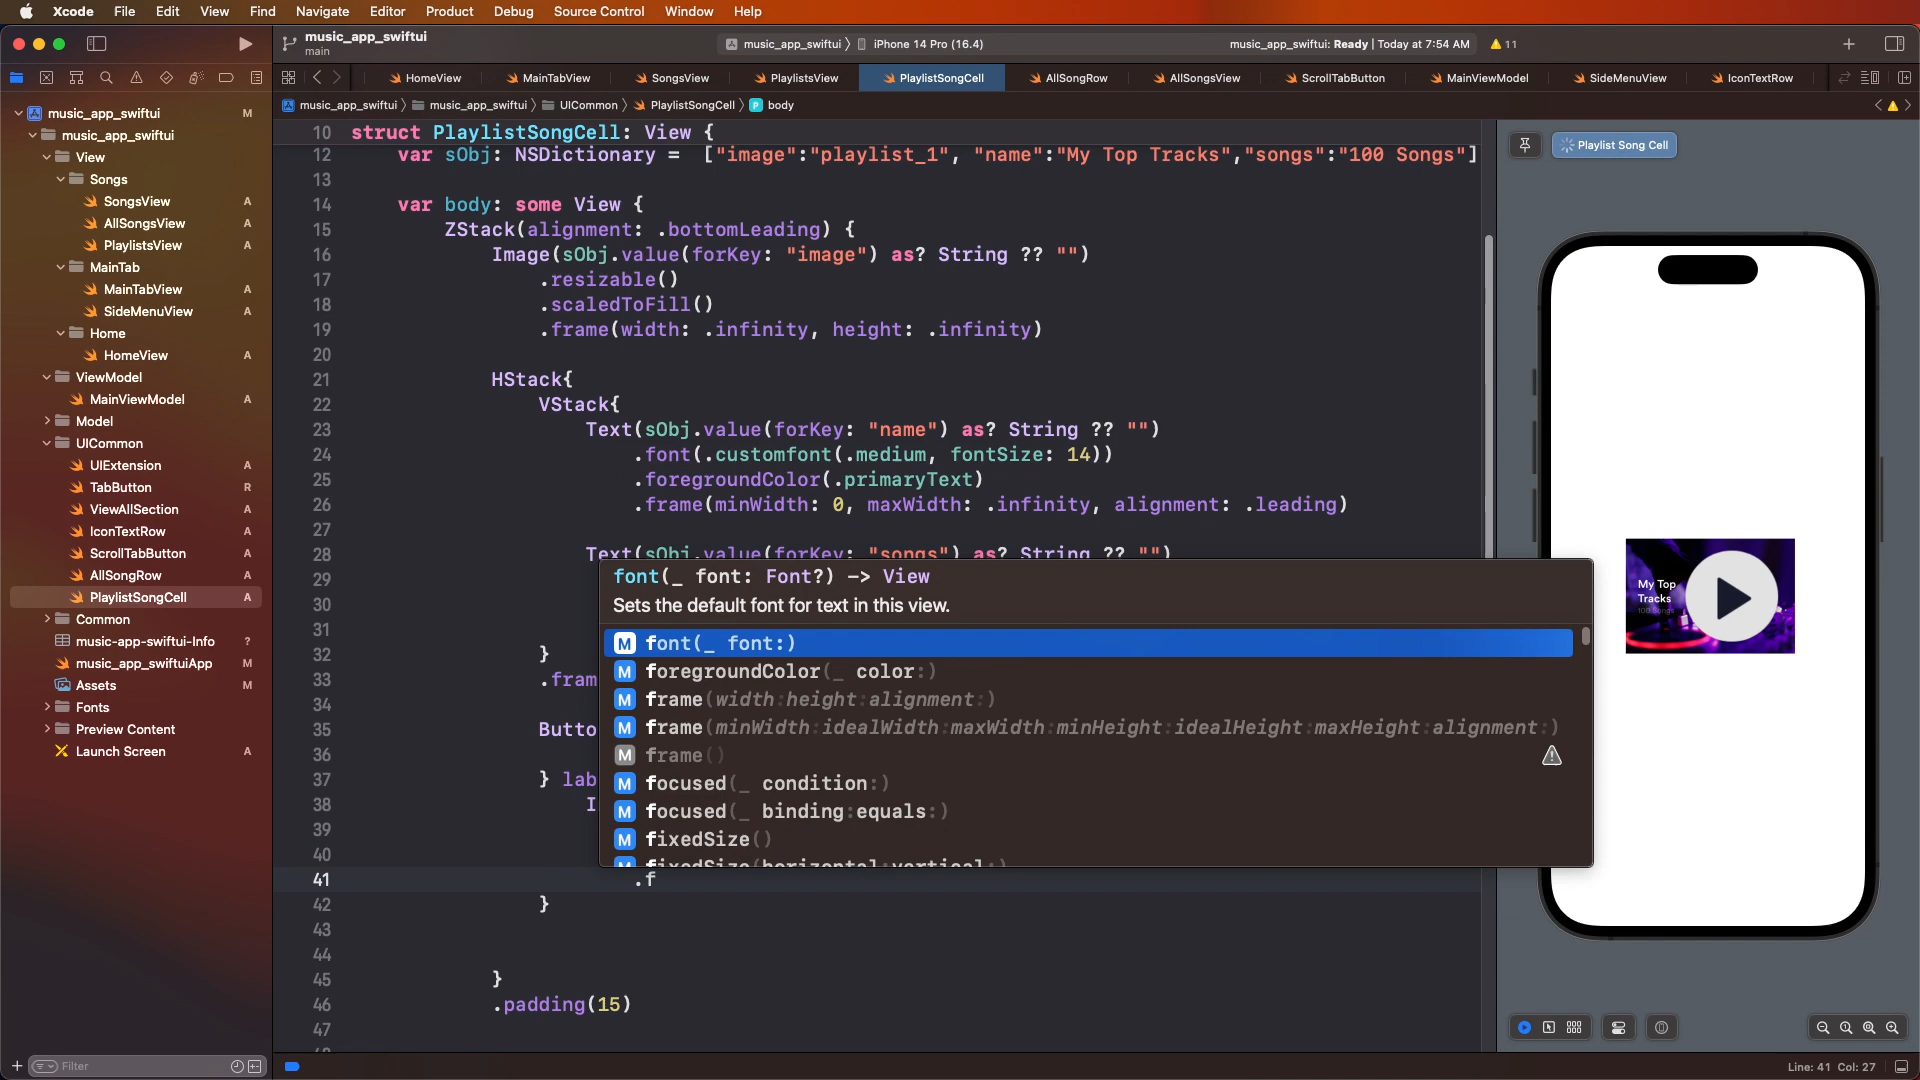 Xcode File Edit View Find Navigate Editor Product Debug Source Control Window Help
music_app_swiftui
main
music_app_swiftui iPhone 14 Pro (16.4)
music_app_swiftui: Ready | Today at 7:54 AM
11
HomeView MainTabView SongsView PlaylistsView PlaylistSongCell AllSongRow AllSongsView ScrollTabButton MainViewModel SideMenuView IconTextRow
music_app_swiftui music_app_swiftui UICommon PlaylistSongCell P body
music_app_swiftui M
music_app_swiftui
View
Songs
SongsView A
AllSongsView A
PlaylistsView A
MainTab
MainTabView A
SideMenuView A
Home
HomeView A
ViewModel
MainViewModel A
Model
UICommon
UIExtension A
TabButton R
ViewAllSection A
IconTextRow A
ScrollTabButton A
AllSongRow A
PlaylistSongCell A
Common
music-app-swiftui-Info ?
music_app_swiftuiApp M
Assets M
Fonts
Preview Content
Launch Screen A
Filter
10 struct PlaylistSongCell: View {
12 var sObj: NSDictionary = ["image":"playlist_1", "name":"My Top Tracks","songs":"100 Songs"]
13
14 var body: some View {
15 ZStack(alignment: .bottomLeading) {
16 Image(sObj.value(forKey: "image") as? String ?? "")
17 .resizable()
18 .scaledToFill()
19 .frame(width: .infinity, height: .infinity)
20
21 HStack{
22 VStack{
23 Text(sObj.value(forKey: "name") as? String ?? "")
24 .font(.customfont(.medium, fontSize: 14))
25 .foregroundColor(.primaryText)
26 .frame(minWidth: 0, maxWidth: .infinity, alignment: .leading)
27
28 Text(sObj.value(forKey: "songs") as? String ?? "")
29
30
31
32 }
33 .fram
34
35 Butto
36
37 } lab
38 I
39
40
41 .f
42 }
43
44
45 }
46 .padding(15)
47
font(_ font: Font?) -> View
Sets the default font for text in this view.
M font(_ font:)
M foregroundColor(_ color:)
M frame(width:height:alignment:)
M frame(minWidth:idealWidth:maxWidth:minHeight:idealHeight:maxHeight:alignment:)
M frame()
M focused(_ condition:)
M focused(_ binding:equals:)
M fixedSize()
M fixedSize(horizontal:vertical:)
Playlist Song Cell
My Top
Tracks
100 Songs
Line: 41 Col: 27